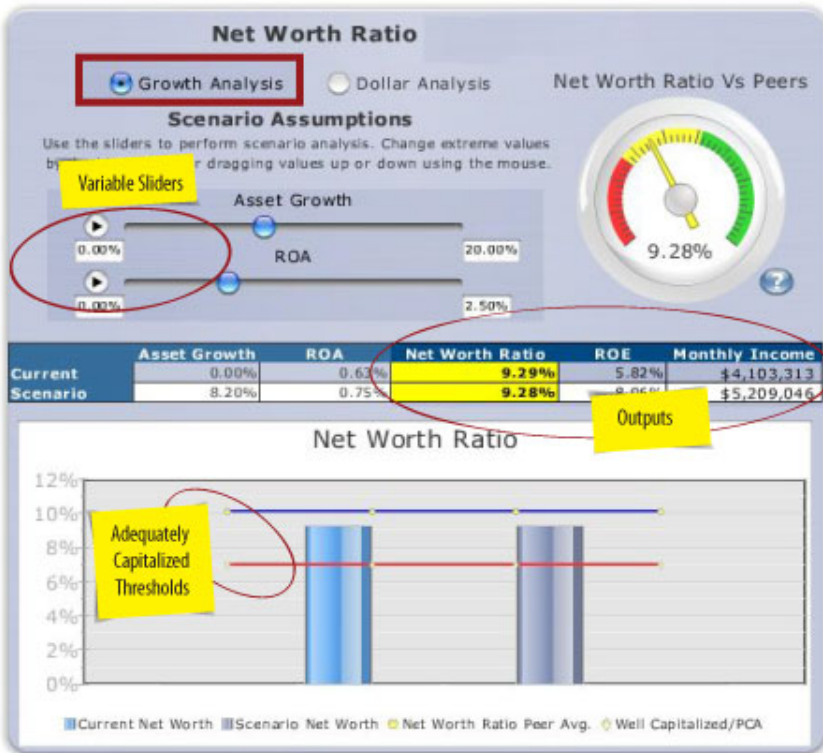 Net Worth Ratio
Growth Analysis
Dollar Analysis
Net Worth Ratio Vs Peers
Scenario Assumptions
Use the sliders to perform scenario analysis. Change extreme values
dragging values up or down using the mouse.
Variable Sliders
Asset Growth
0.00%
20.00%
ROA
0.00%
2.50%
9.28%
?
Asset Growth ROA Net Worth Ratio ROE Monthly Income
Current 0.00% 0.63% 9.29% 5.82% $4,103,313
Scenario 8.20% 0.75% 9.28% $5,209,046
Outputs
Net Worth Ratio
12%
10%
8%
6%
4%
2%
0%
Adequately
Capitalized
Thresholds
Current Net Worth Scenario Net Worth Net Worth Ratio Peer Avg. Well Capitalized/PCA